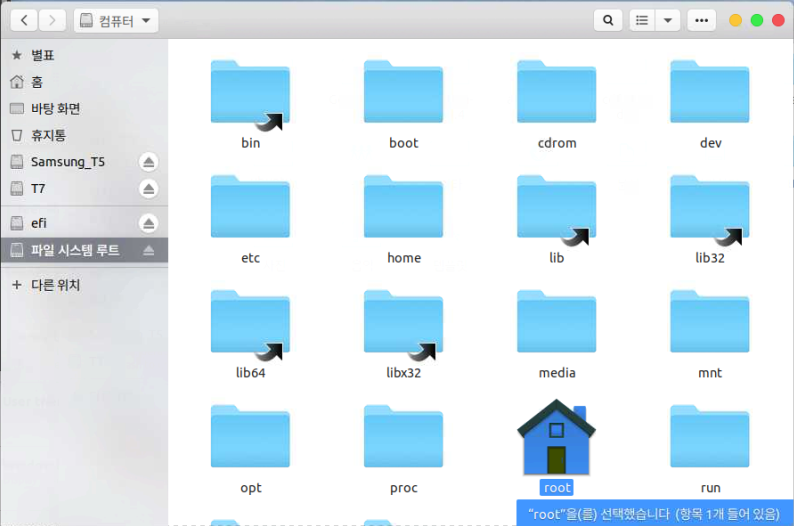 컴퓨터
별표
홈
바탕 화면
휴지통
Samsung_T5
T7
efi
파일 시스템 루트
다른 위치
bin
boot
cdrom
dev
etc
home
lib
lib32
lib64
libx32
media
mnt
opt
proc
root
run
"root"을(를) 선택했습니다 (항목 1개 들어 있음)